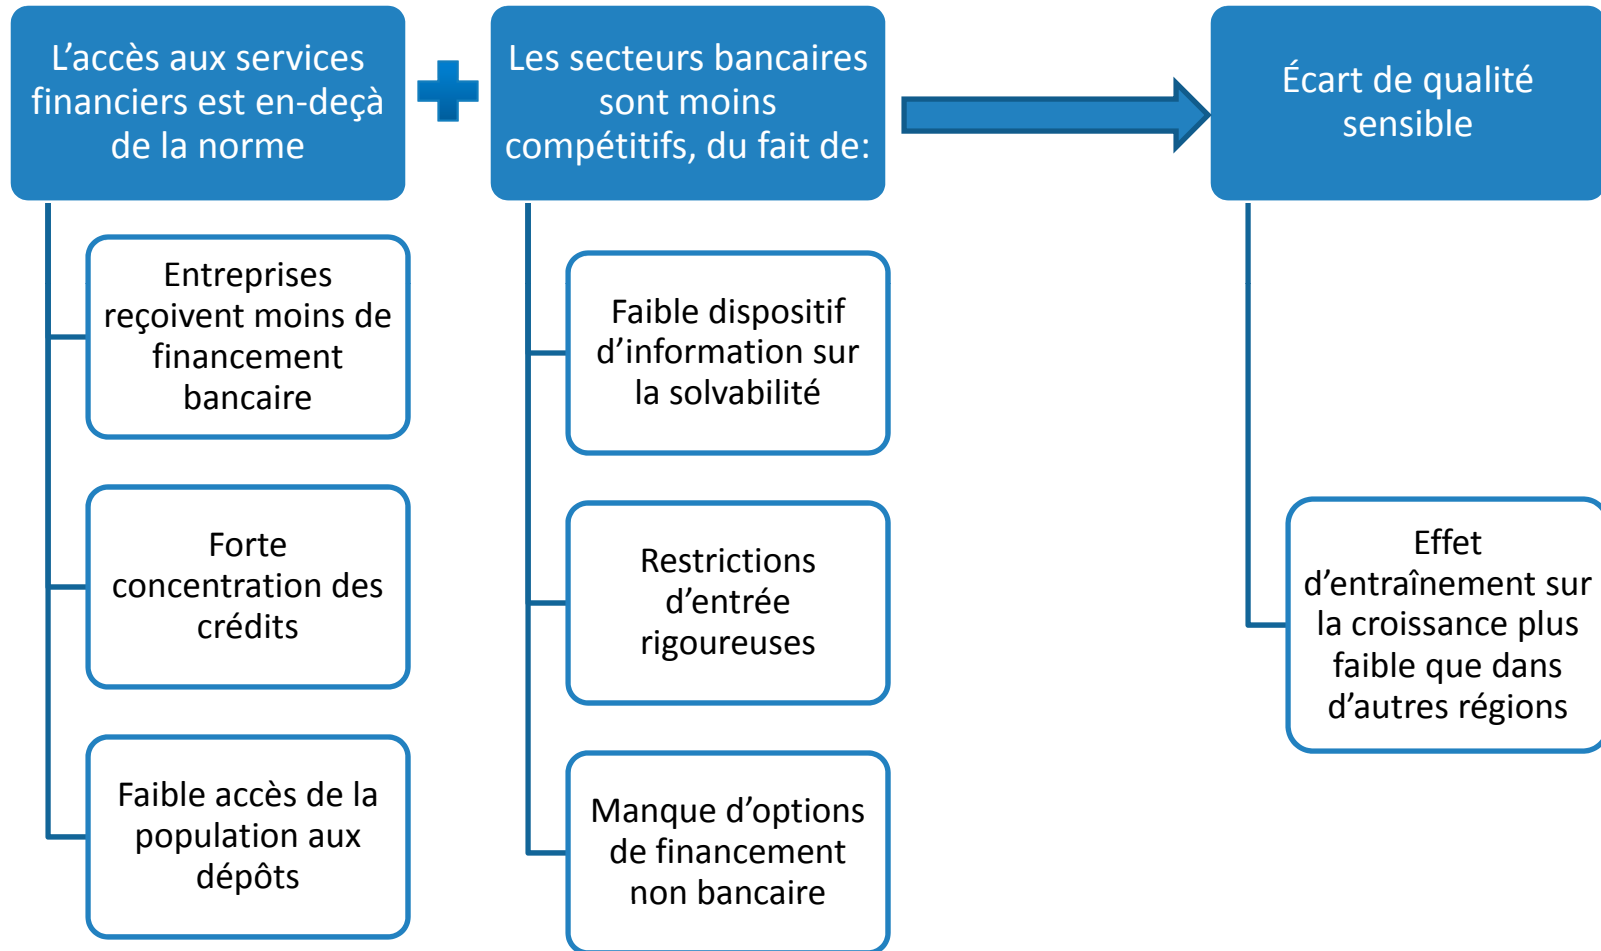 L’accès aux services
financiers est en-deçà
de la norme
Entreprises
reçoivent moins de
financement
bancaire
Forte
concentration des
crédits
Faible accès de la
population aux
dépôts
Les secteurs bancaires
sont moins
compétitifs, du fait de:
Faible dispositif
d’information sur
la solvabilité
Restrictions
d’entrée
rigoureuses
Manque d’options
de financement
non bancaire
Écart de qualité
sensible
Effet
d’entraînement sur
la croissance plus
faible que dans
d’autres régions